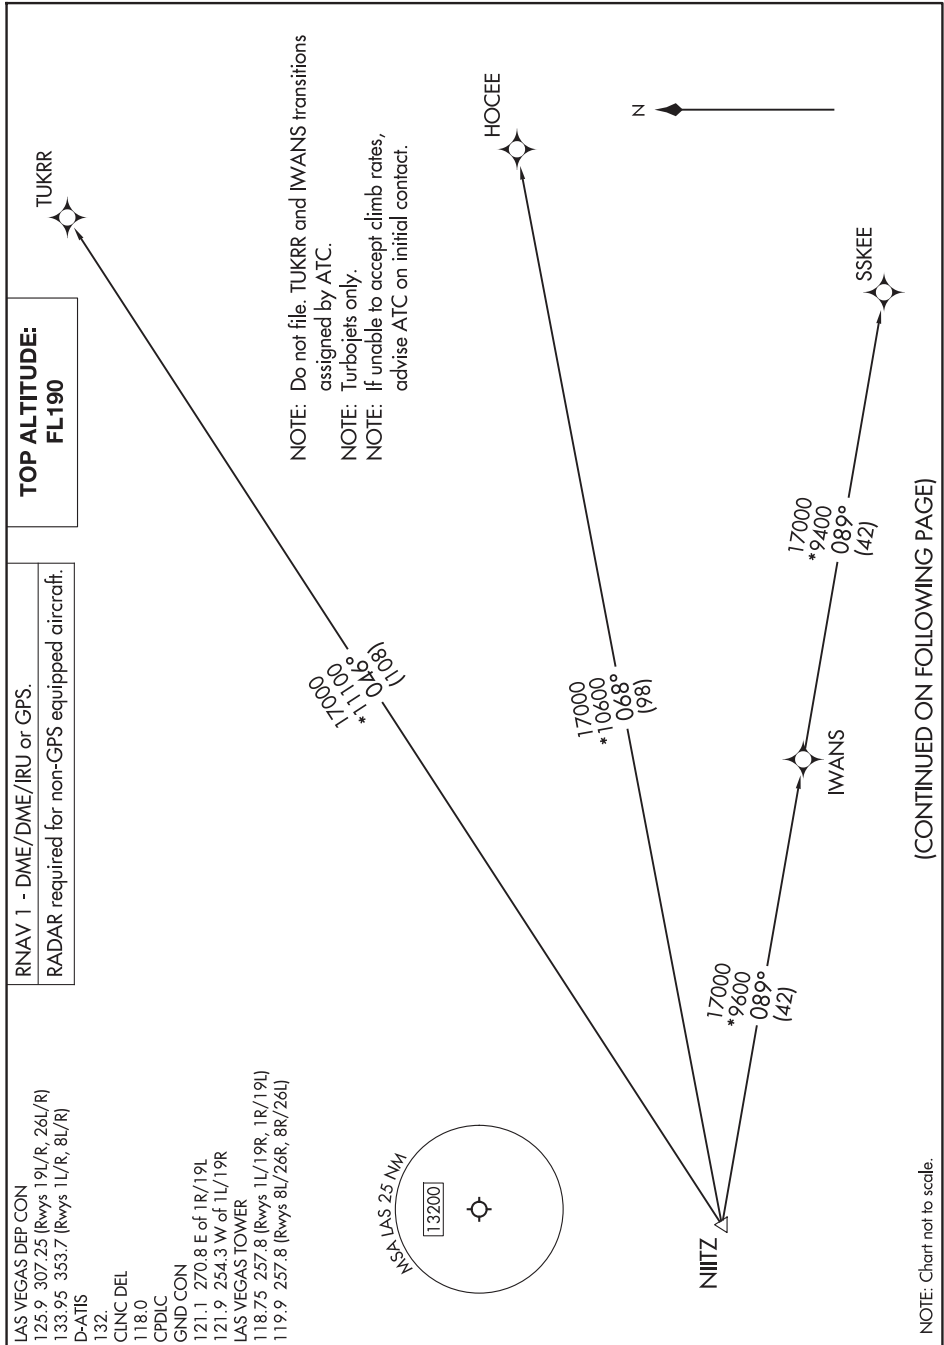 LAS VEGAS DEP CON
125.9 307.25 (Rwys 19L/R, 26L/R)
133.95 353.7 (Rwys 1L/R, 8L/R)
D-ATIS
132.
CLNC DEL
118.0
CPDLC
GND CON
121.1 270.8 E of 1R/19L
121.9 254.3 W of 1L/19R
LAS VEGAS TOWER
118.75 257.8 (Rwys 1L/19R, 1R/19L)
119.9 257.8 (Rwys 8L/26R, 8R/26L)
RNAV 1 - DME/DME/IRU or GPS.
RADAR required for non-GPS equipped aircraft.
TOP ALTITUDE:
FL190
TUKRR
NOTE: Do not file. TUKRR and IWANS transitions
assigned by ATC.
NOTE: Turbojets only.
NOTE: If unable to accept climb rates,
advise ATC on initial contact.
17000
*11100
046°
(108)
HOCEE
N
MSA LAS 25 NM
13200
17000
*10600
068°
(98)
SSKEE
NIITZ
17000
*9600
089°
(42)
IWANS
17000
*9400
089°
(42)
(CONTINUED ON FOLLOWING PAGE)
NOTE: Chart not to scale.